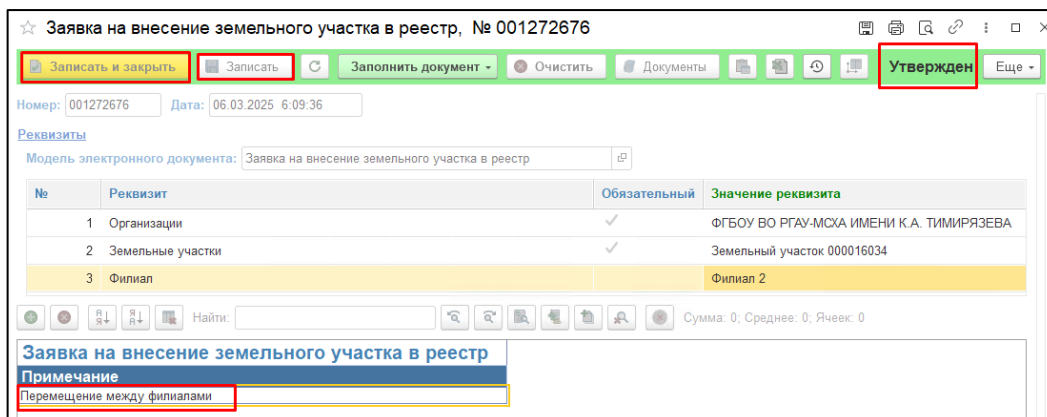 Заявка на внесение земельного участка в реестр, № 001272676
Записать и закрыть Записать Заполнить документ Очистить Документы Утвержден Еще
Номер: 001272676 Дата: 06.03.2025 6:09:36
Реквизиты
Модель электронного документа: Заявка на внесение земельного участка в реестр
№ Реквизит Обязательный Значение реквизита
1 Организации ФГБОУ ВО РГАУ-МСХА ИМЕНИ К.А. ТИМИРЯЗЕВА
2 Земельные участки Земельный участок 000016034
3 Филиал Филиал 2
Найти: Сумма: 0; Среднее: 0; Ячеек: 0
Заявка на внесение земельного участка в реестр
Примечание
Перемещение между филиалами